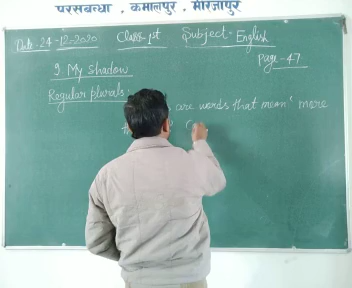 परसबन्धा , कमालपुर , मीरजापुर
Date - 24 - 12 - 2020 Class - 1st Subject - English
Page - 47
9. My Shadow
Regular plurals :
are words that mean ' more